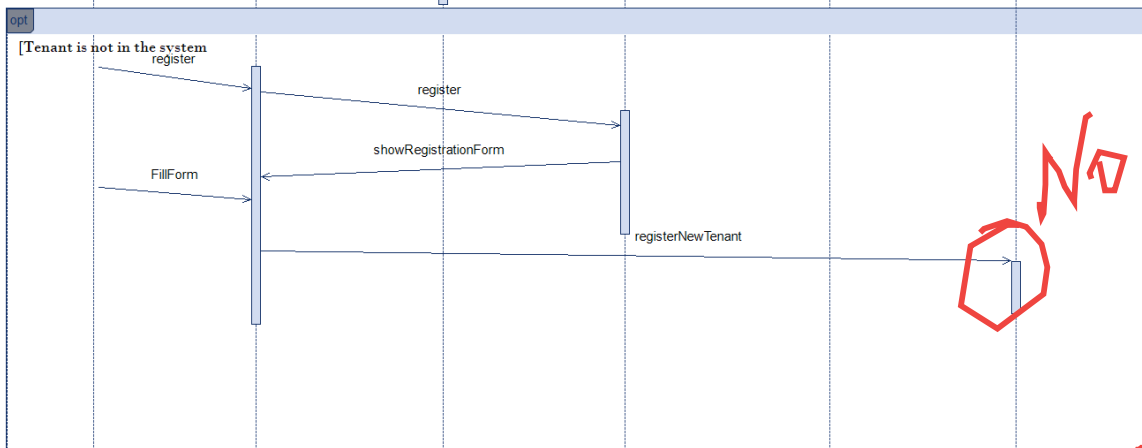 opt
[Tenant is not in the system
register
register
showRegistrationForm
FillForm
registerNewTenant
No